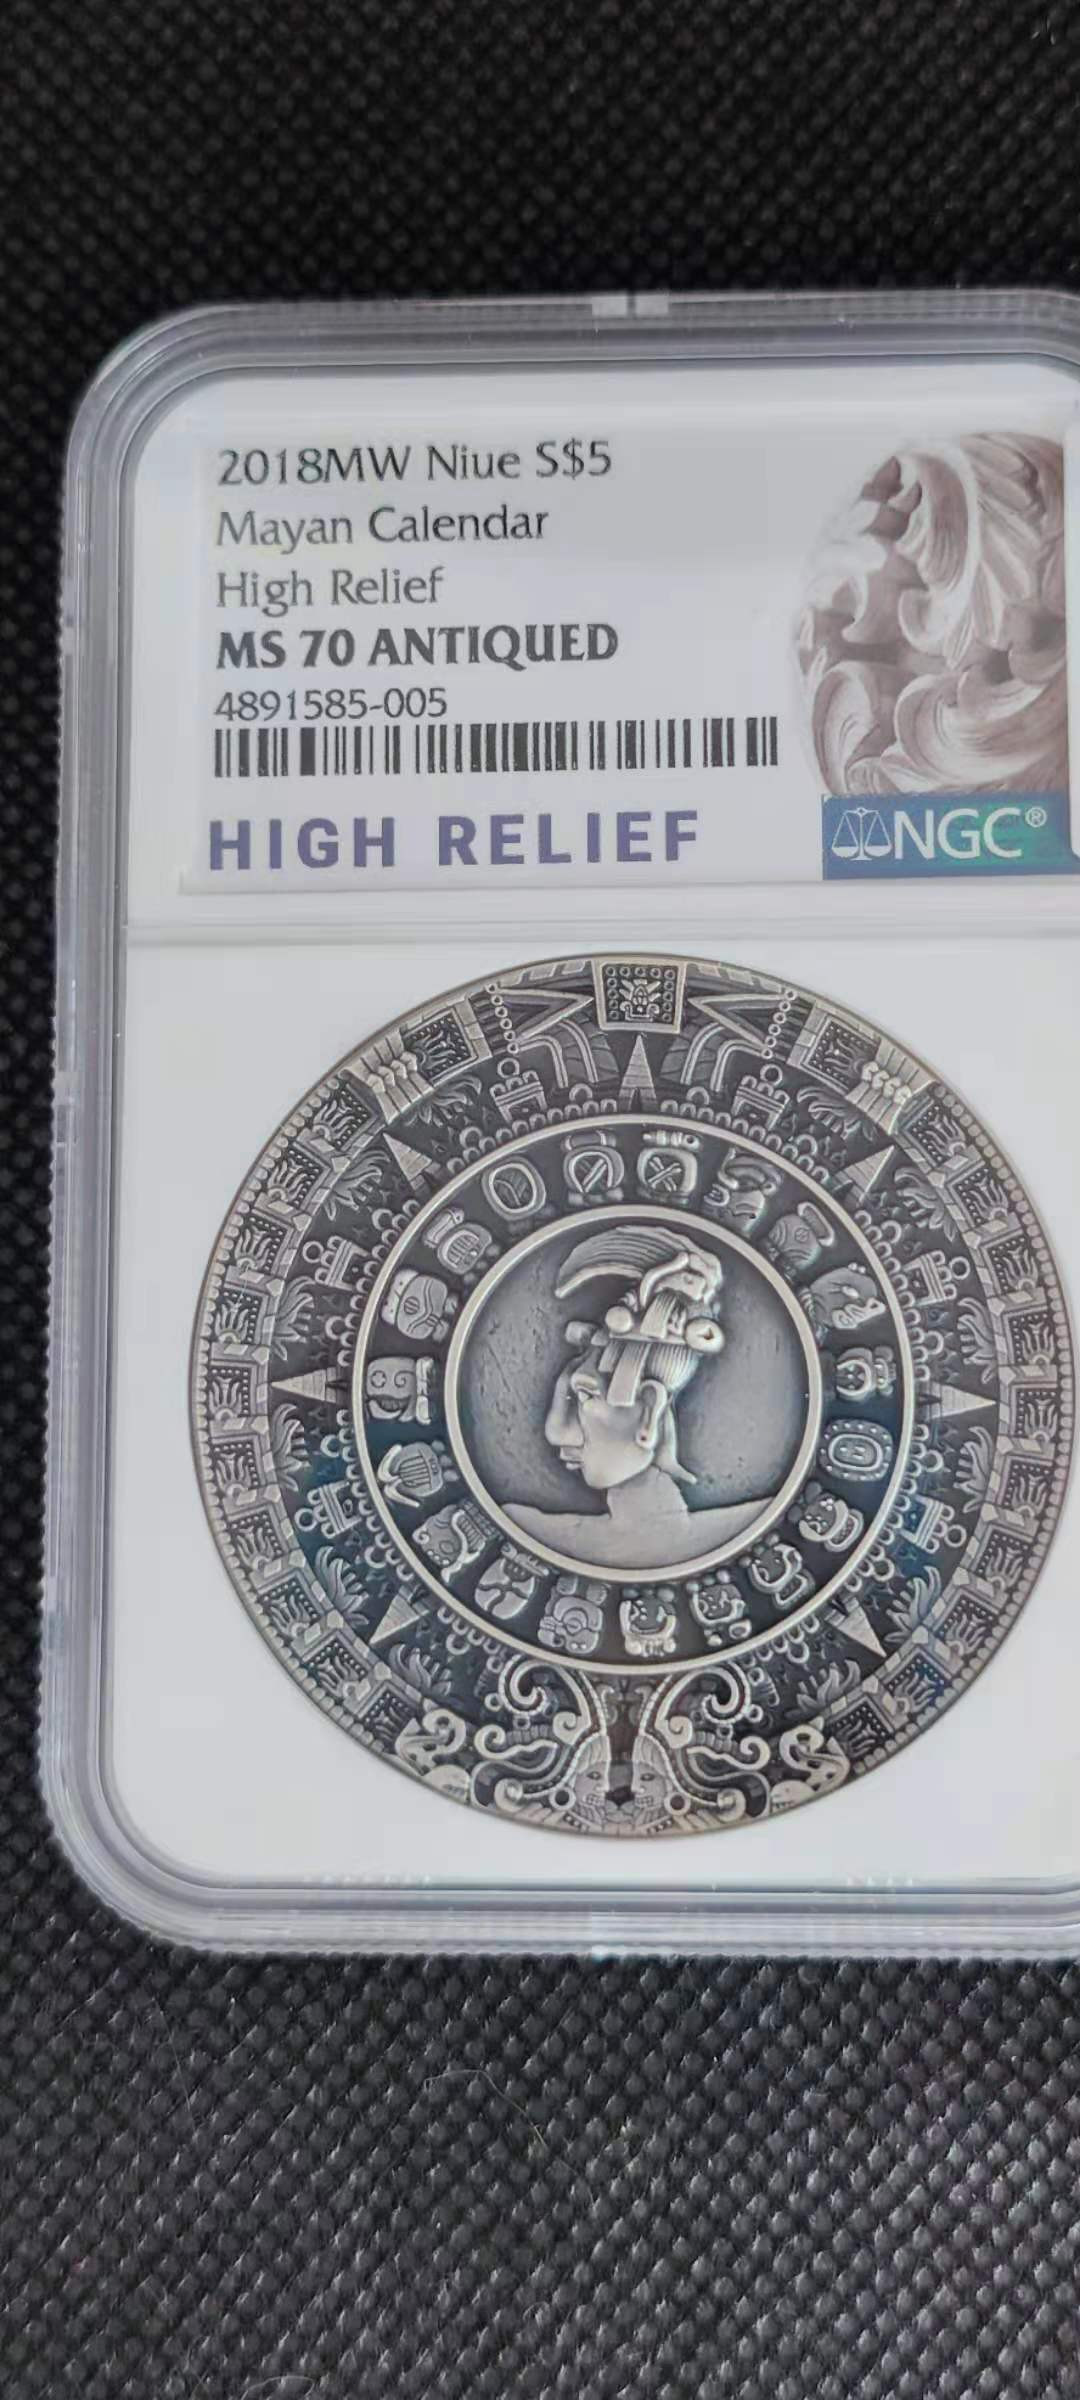 2018MW Niue S$5
Mayan Calendar
High Relief
MS 70 ANTIQUED
4891585-005
HIGH RELIEF
NGC®